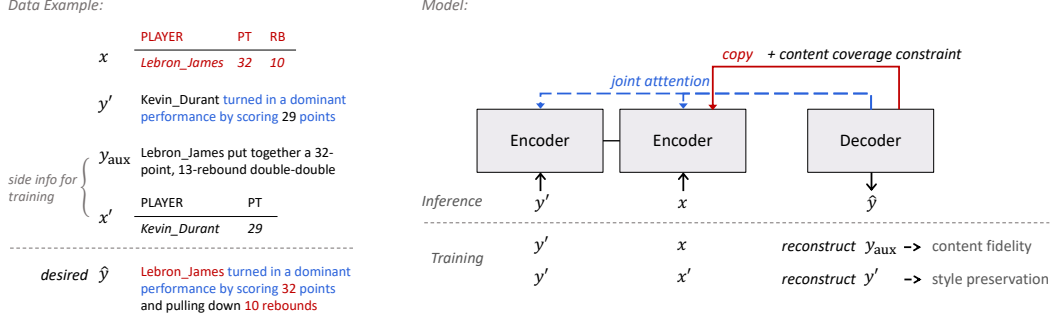 Data Example:
x
PLAYER PT RB
Lebron_James 32 10
y′
Kevin_Durant turned in a dominant
performance by scoring 29 points
side info for
training
y_aux
Lebron_James put together a 32-
point, 13-rebound double-double
x′
PLAYER PT
Kevin_Durant 29
desired ŷ
Lebron_James turned in a dominant
performance by scoring 32 points
and pulling down 10 rebounds
Model:
copy + content coverage constraint
joint atttention
Encoder Encoder Decoder
Inference y′ x ŷ
Training
y′ x reconstruct y_aux -> content fidelity
y′ x′ reconstruct y′ -> style preservation